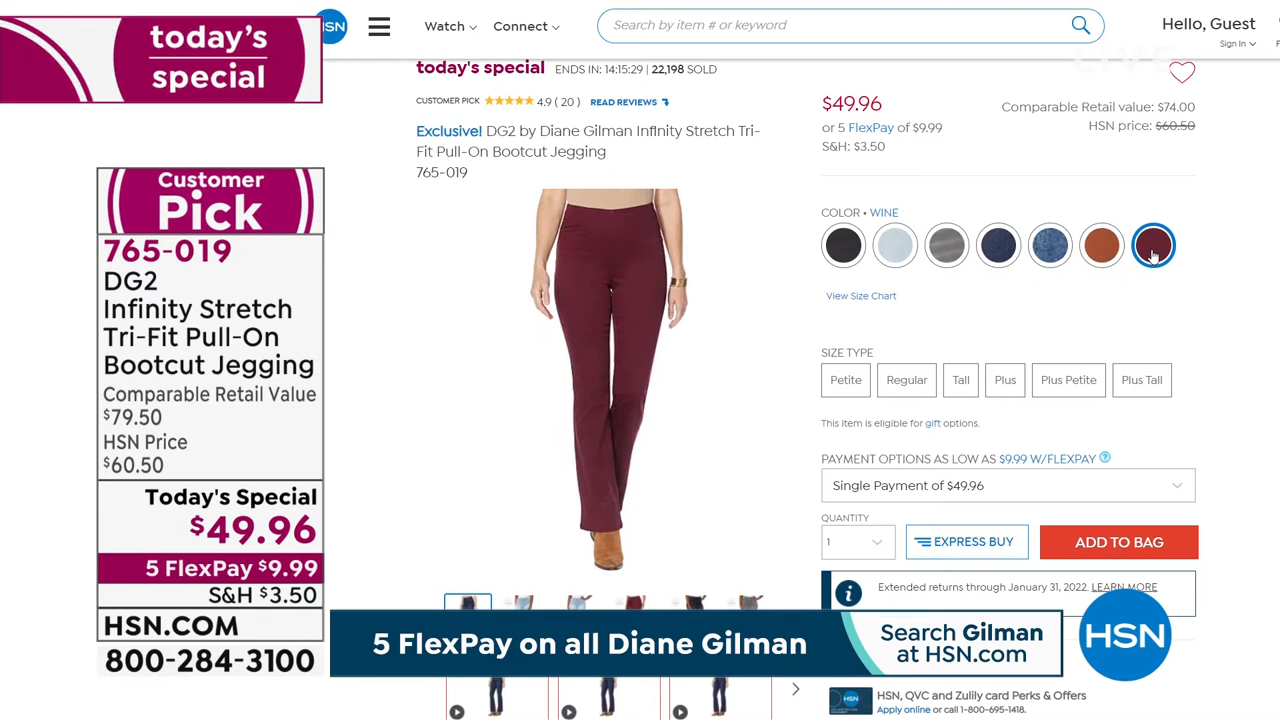 today's
special
Customer
Pick
765-019
DG2
Infinity Stretch
Tri-Fit Pull-On
Bootcut Jegging
Comparable Retail Value
$79.50
HSN Price
$60.50
Today's Special
$49.96
5 FlexPay $9.99
S&H $3.50
HSN.COM
800-284-3100
HSN
Watch
Connect
Search by item # or keyword
Hello, Guest
Sign In
LIVE
today's special ENDS IN: 14:15:29 | 22,198 SOLD
CUSTOMER PICK 4.9 ( 20 ) READ REVIEWS
Exclusive! DG2 by Diane Gilman Infinity Stretch Tri-
Fit Pull-On Bootcut Jegging
765-019
$49.96
Comparable Retail value: $74.00
or 5 FlexPay of $9.99
HSN price: $60.50
S&H: $3.50
COLOR • WINE
View Size Chart
SIZE TYPE
Petite Regular Tall Plus Plus Petite Plus Tall
This item is eligible for gift options.
PAYMENT OPTIONS AS LOW AS $9.99 W/FLEXPAY ?
Single Payment of $49.96
QUANTITY
1
EXPRESS BUY
ADD TO BAG
i
Extended returns through January 31, 2022. LEARN MORE
5 FlexPay on all Diane Gilman
Search Gilman
at HSN.com
HSN
HSN
HSN, QVC and Zulily card Perks & Offers
Apply online or call 1-800-695-1418.